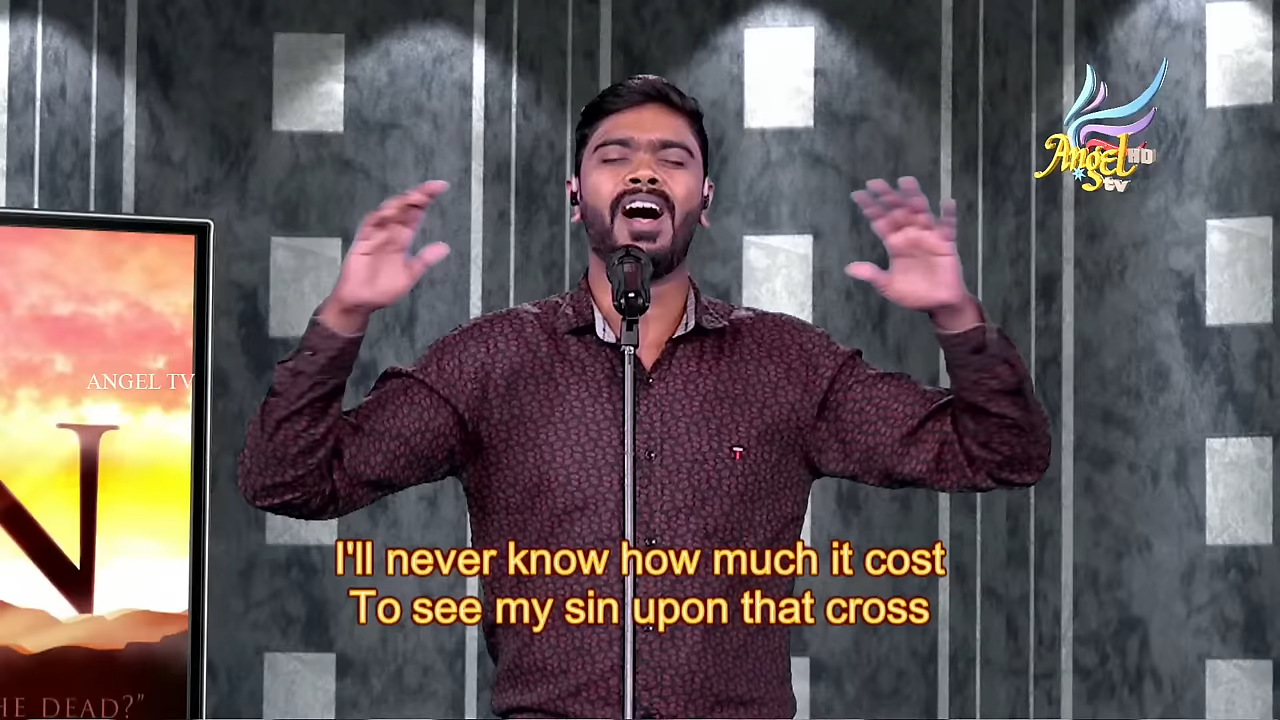 Angel HD
tv
ANGEL TV
N
HE DEAD?"
I'll never know how much it cost
To see my sin upon that cross